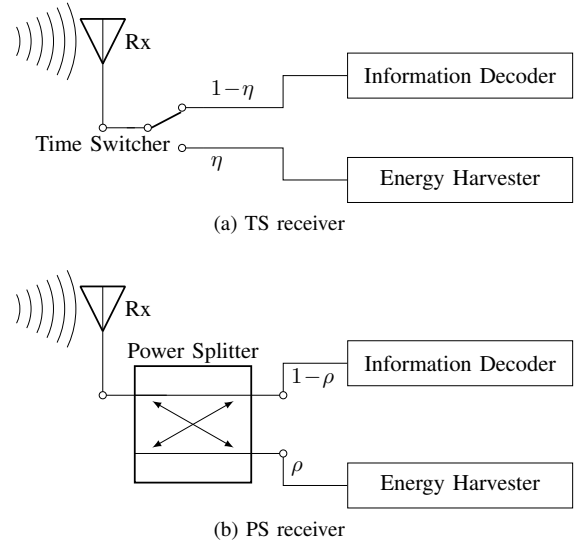 Rx
Information Decoder
1−η
Time Switcher
η
Energy Harvester
(a) TS receiver
Rx
Power Splitter
Information Decoder
1−ρ
ρ
Energy Harvester
(b) PS receiver